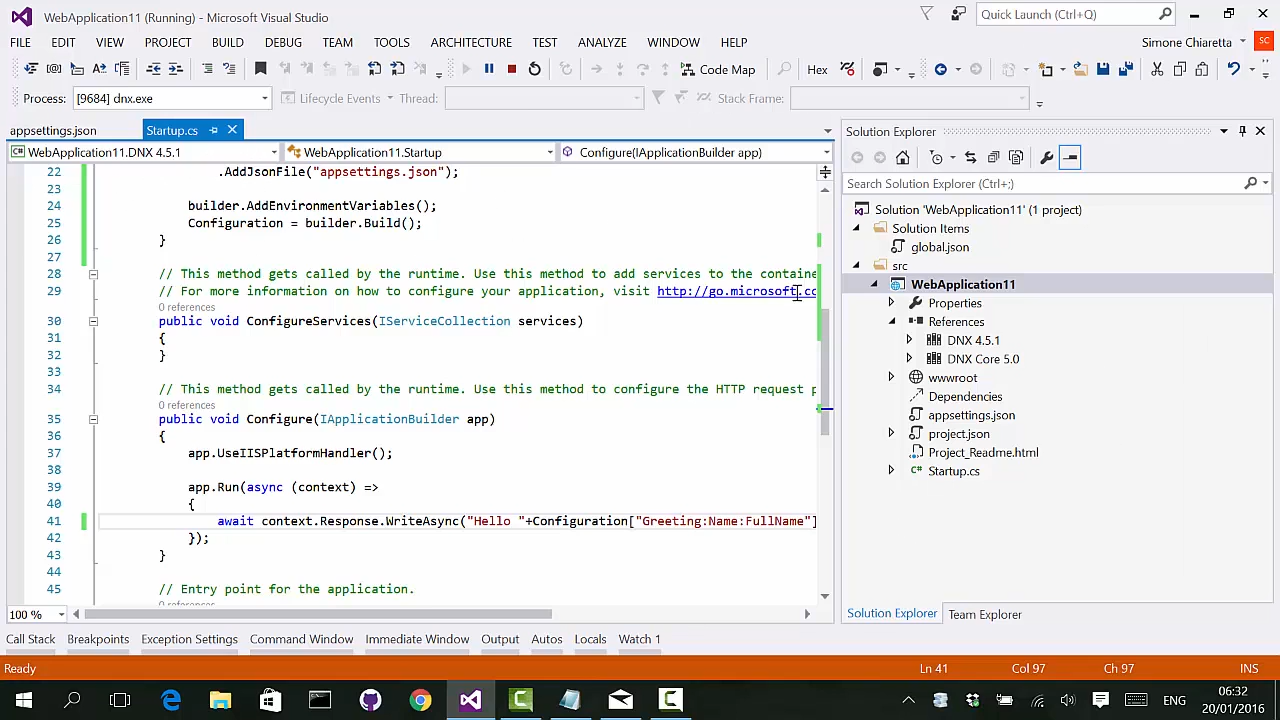 WebApplication11 (Running) - Microsoft Visual Studio
Quick Launch (Ctrl+Q)
FILE EDIT VIEW PROJECT BUILD DEBUG TEAM TOOLS ARCHITECTURE TEST ANALYZE WINDOW HELP
Simone Chiaretta SC
Code Map Hex
Process: [9684] dnx.exe Lifecycle Events Thread: Stack Frame:
appsettings.json Startup.cs
WebApplication11.DNX 4.5.1 WebApplication11.Startup Configure(IApplicationBuilder app)
22 .AddJsonFile("appsettings.json");
23
24 builder.AddEnvironmentVariables();
25 Configuration = builder.Build();
26 }
27
28 // This method gets called by the runtime. Use this method to add services to the containe
29 // For more information on how to configure your application, visit http://go.microsoft.co
0 references
30 public void ConfigureServices(IServiceCollection services)
31 {
32 }
33
34 // This method gets called by the runtime. Use this method to configure the HTTP request p
0 references
35 public void Configure(IApplicationBuilder app)
36 {
37 app.UseIISPlatformHandler();
38
39 app.Run(async (context) =>
40 {
41 await context.Response.WriteAsync("Hello "+Configuration["Greeting:Name:FullName"]
42 });
43 }
44
45 // Entry point for the application.
0 references
100 %
Solution Explorer
Search Solution Explorer (Ctrl+;)
Solution 'WebApplication11' (1 project)
Solution Items
global.json
src
WebApplication11
Properties
References
DNX 4.5.1
DNX Core 5.0
wwwroot
Dependencies
appsettings.json
project.json
Project_Readme.html
Startup.cs
Solution Explorer Team Explorer
Call Stack Breakpoints Exception Settings Command Window Immediate Window Output Autos Locals Watch 1
Ready Ln 41 Col 97 Ch 97 INS
ENG
06:32
20/01/2016